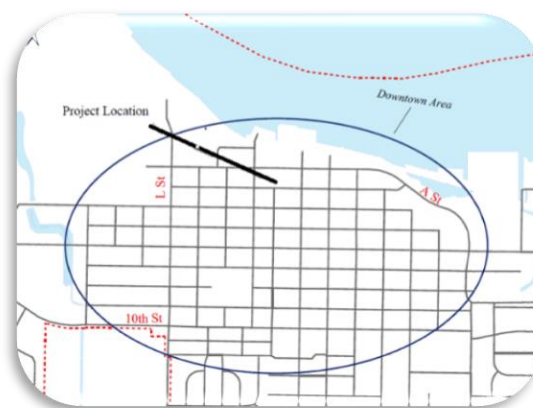 Downtown Area
Project Location
L St
A St
10th St